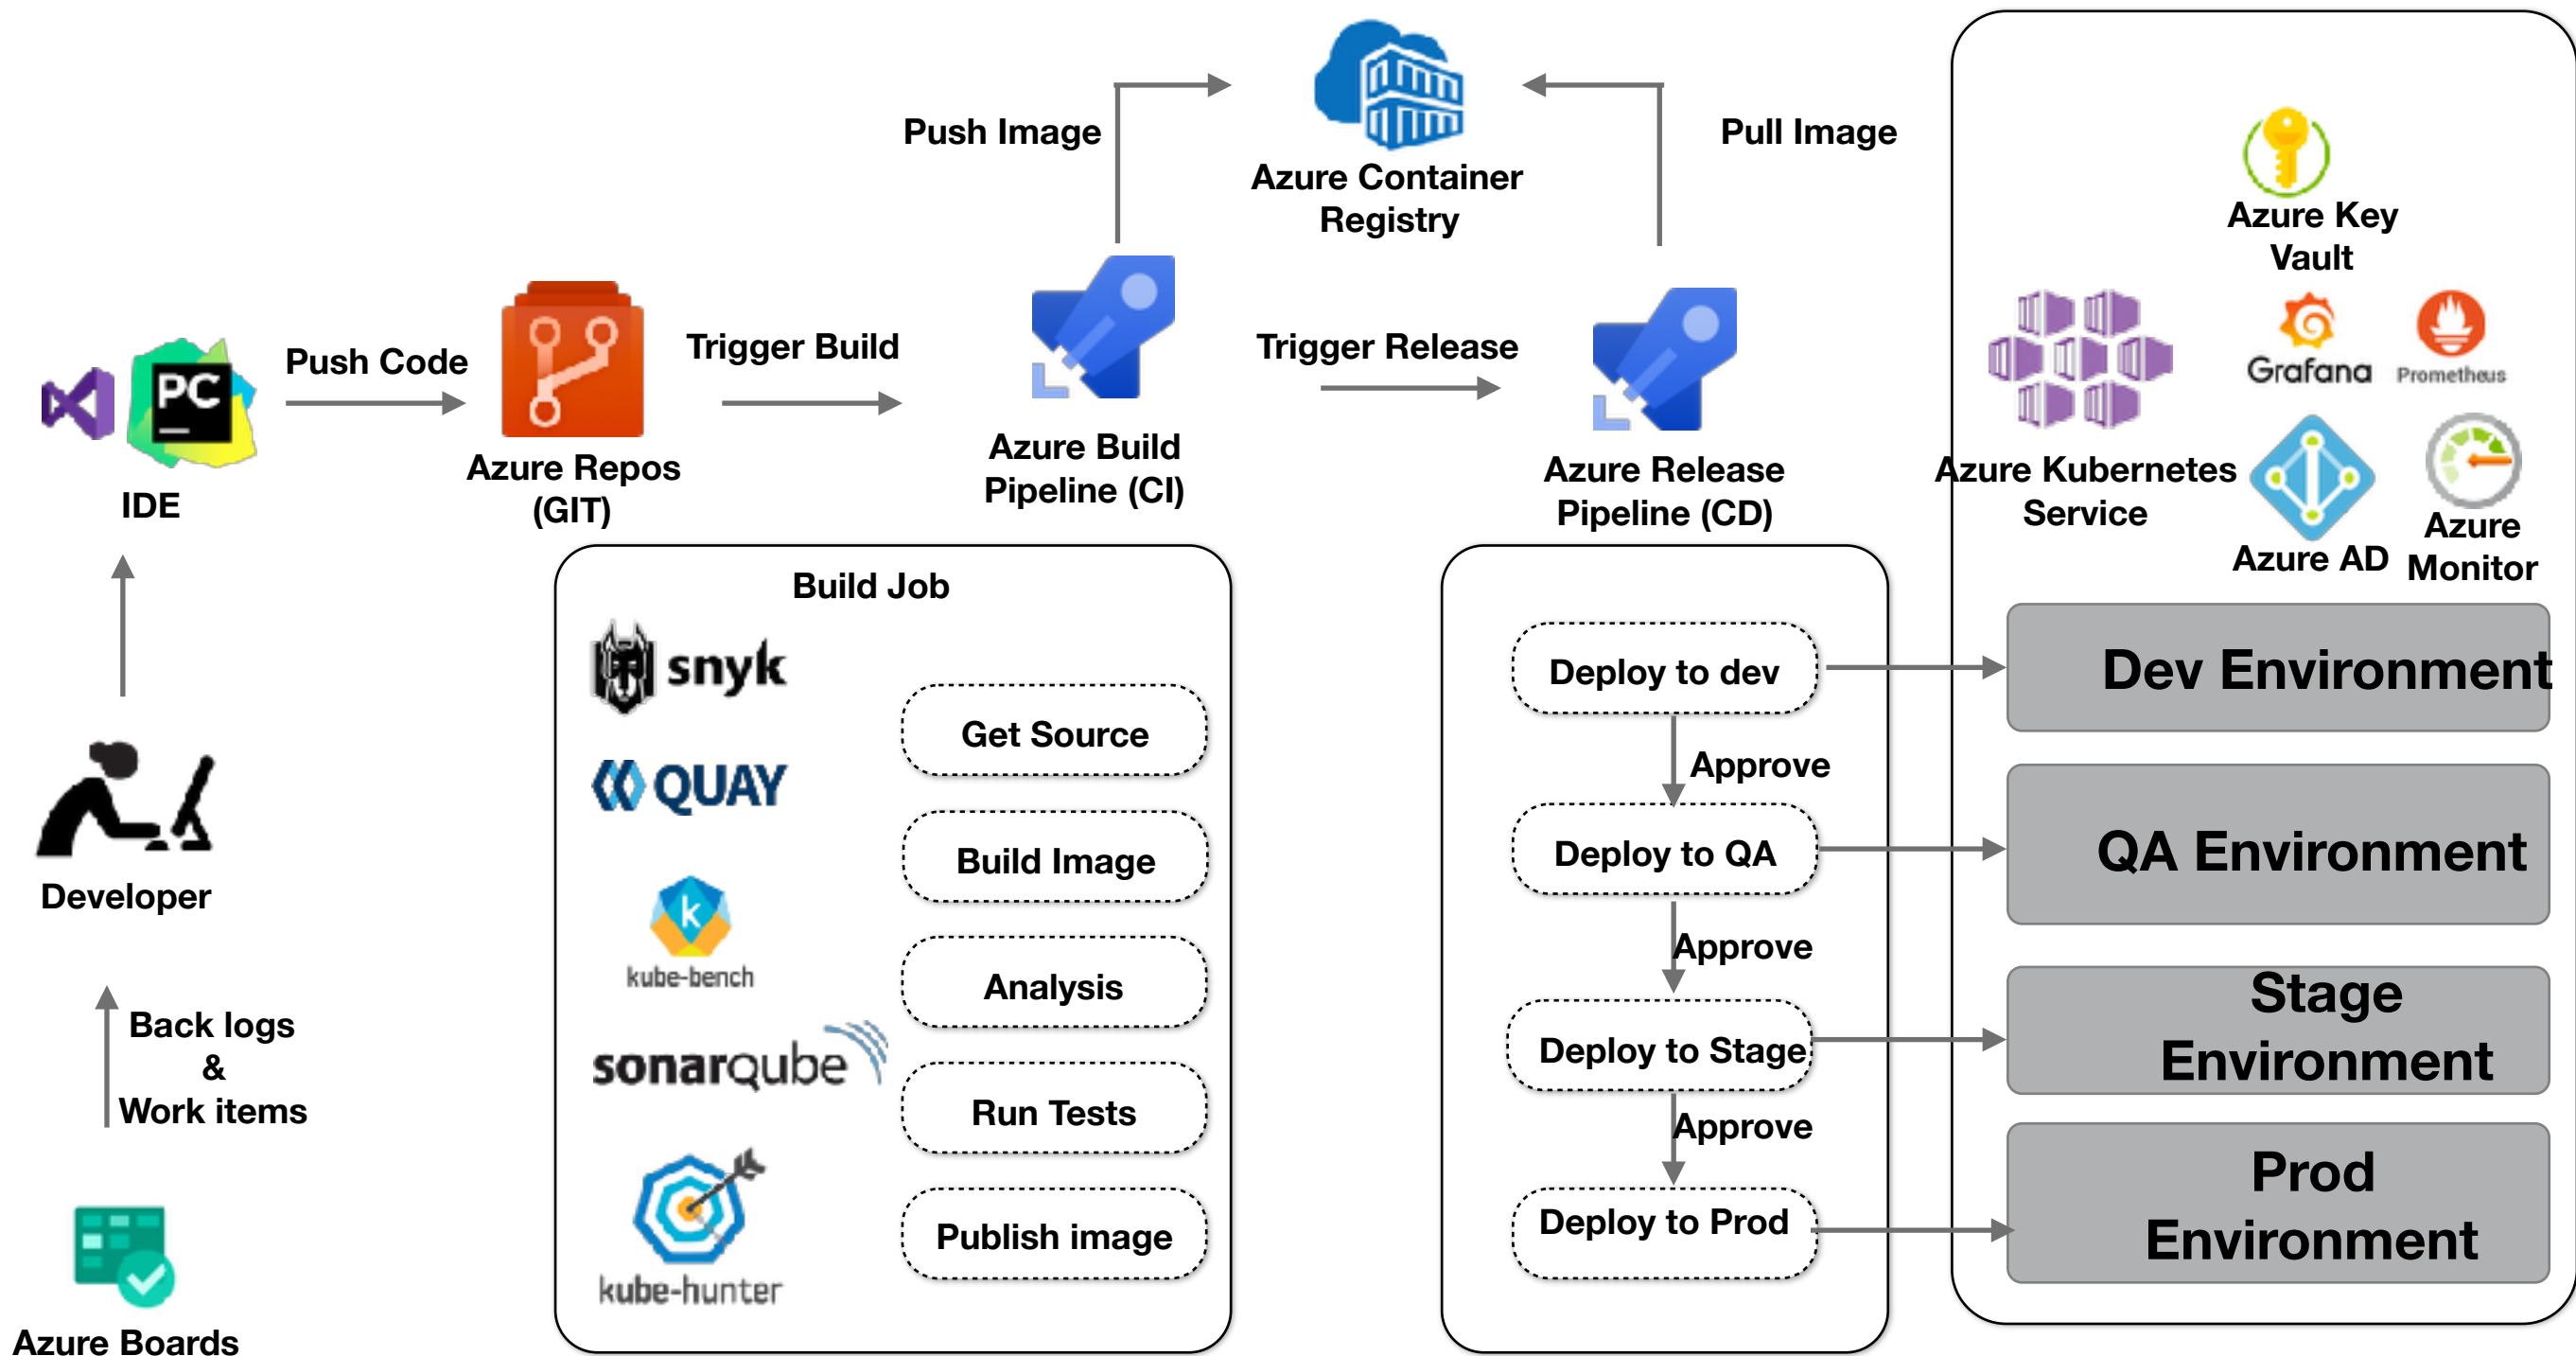 Push Image
Azure Container
Registry
Pull Image
Azure Key
Vault
Grafana
Prometheus
PC
IDE
Push Code
Azure Repos
(GIT)
Trigger Build
Azure Build
Pipeline (CI)
Trigger Release
Azure Release
Pipeline (CD)
Azure Kubernetes
Service
Azure AD
Azure
Monitor
Developer
Back logs
&
Work items
Azure Boards
Build Job
snyk
QUAY
k
kube-bench
sonarqube
kube-hunter
Get Source
Build Image
Analysis
Run Tests
Publish image
Deploy to dev
Approve
Deploy to QA
Approve
Deploy to Stage
Approve
Deploy to Prod
Dev Environment
QA Environment
Stage
Environment
Prod
Environment